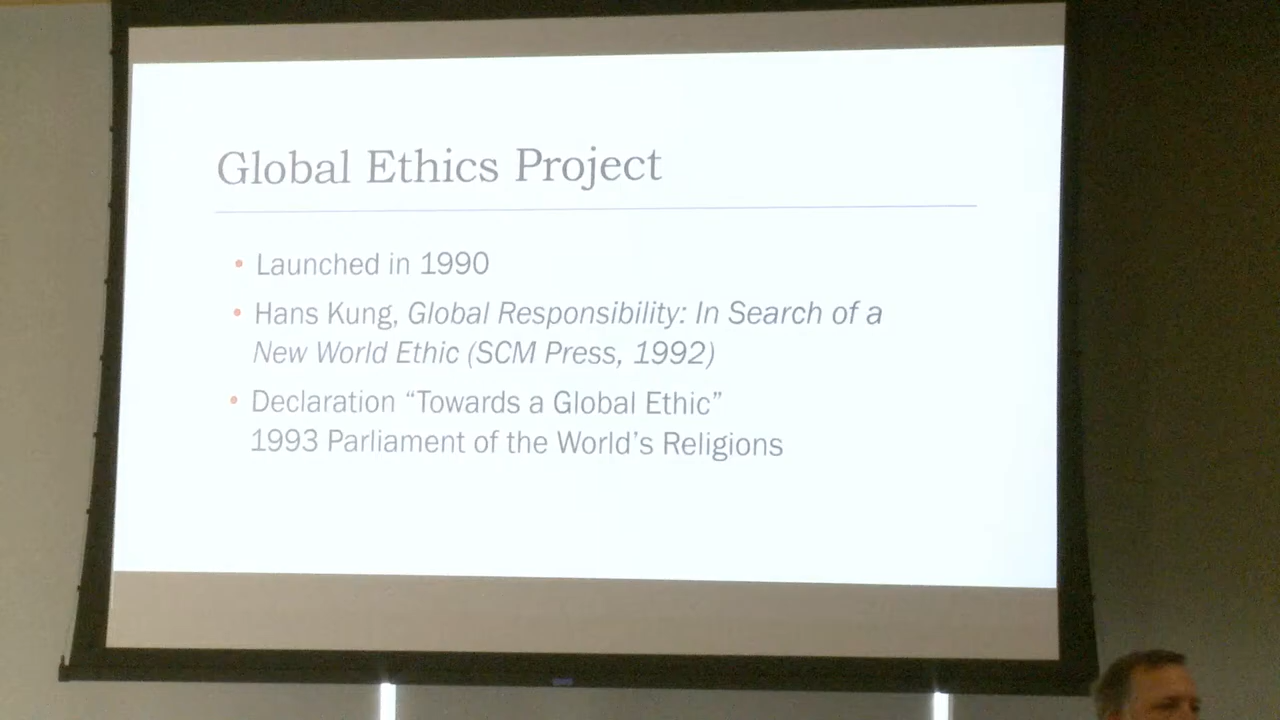 Global Ethics Project
• Launched in 1990
• Hans Kung, Global Responsibility: In Search of a
New World Ethic (SCM Press, 1992)
• Declaration “Towards a Global Ethic”
1993 Parliament of the World’s Religions